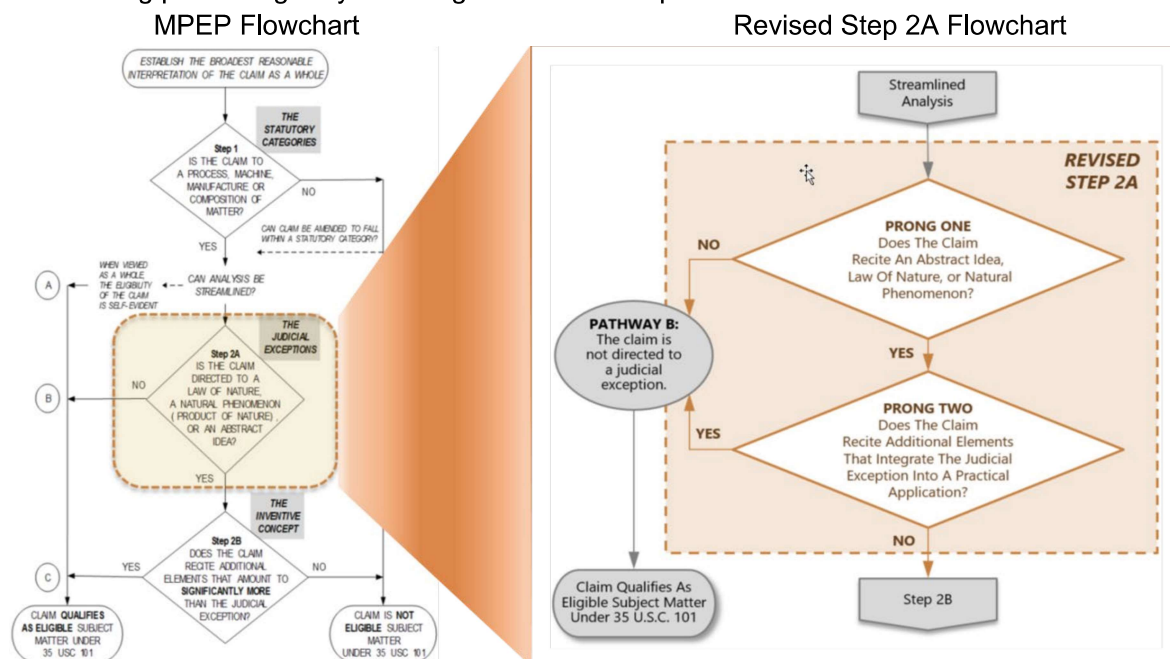 MPEP Flowchart
Revised Step 2A Flowchart
ESTABLISH THE BROADEST REASONABLE
INTERPRETATION OF THE CLAIM AS A WHOLE
THE
STATUTORY
CATEGORIES
Step 1
IS THE CLAIM TO
A PROCESS, MACHINE,
MANUFACTURE OR
COMPOSITION OF
MATTER?
NO
YES
CAN CLAIM BE AMENDED TO FALL
WITHIN A STATUTORY CATEGORY?
WHEN VIEWED
AS A WHOLE,
THE ELIGIBILITY
OF THE CLAIM
IS SELF-EVIDENT
CAN ANALYSIS BE
STREAMLINED?
A
THE
JUDICIAL
EXCEPTIONS
Step 2A
IS THE CLAIM
DIRECTED TO A
LAW OF NATURE,
A NATURAL PHENOMENON
(PRODUCT OF NATURE),
OR AN ABSTRACT
IDEA?
NO
B
YES
THE
INVENTIVE
CONCEPT
Step 2B
DOES THE CLAIM
RECITE ADDITIONAL
ELEMENTS THAT AMOUNT TO
SIGNIFICANTLY MORE
THAN THE JUDICIAL
EXCEPTION?
YES
NO
C
CLAIM QUALIFIES
AS ELIGIBLE SUBJECT
MATTER UNDER
35 USC 101
CLAIM IS NOT
ELIGIBLE SUBJECT
MATTER
UNDER 35 USC 101
Streamlined
Analysis
REVISED
STEP 2A
PRONG ONE
Does The Claim
Recite An Abstract Idea,
Law Of Nature, or Natural
Phenomenon?
NO
YES
PATHWAY B:
The claim is
not directed to
a judicial
exception.
PRONG TWO
Does The Claim
Recite Additional Elements
That Integrate The Judicial
Exception Into A Practical
Application?
YES
NO
Claim Qualifies As
Eligible Subject Matter
Under 35 U.S.C. 101
Step 2B